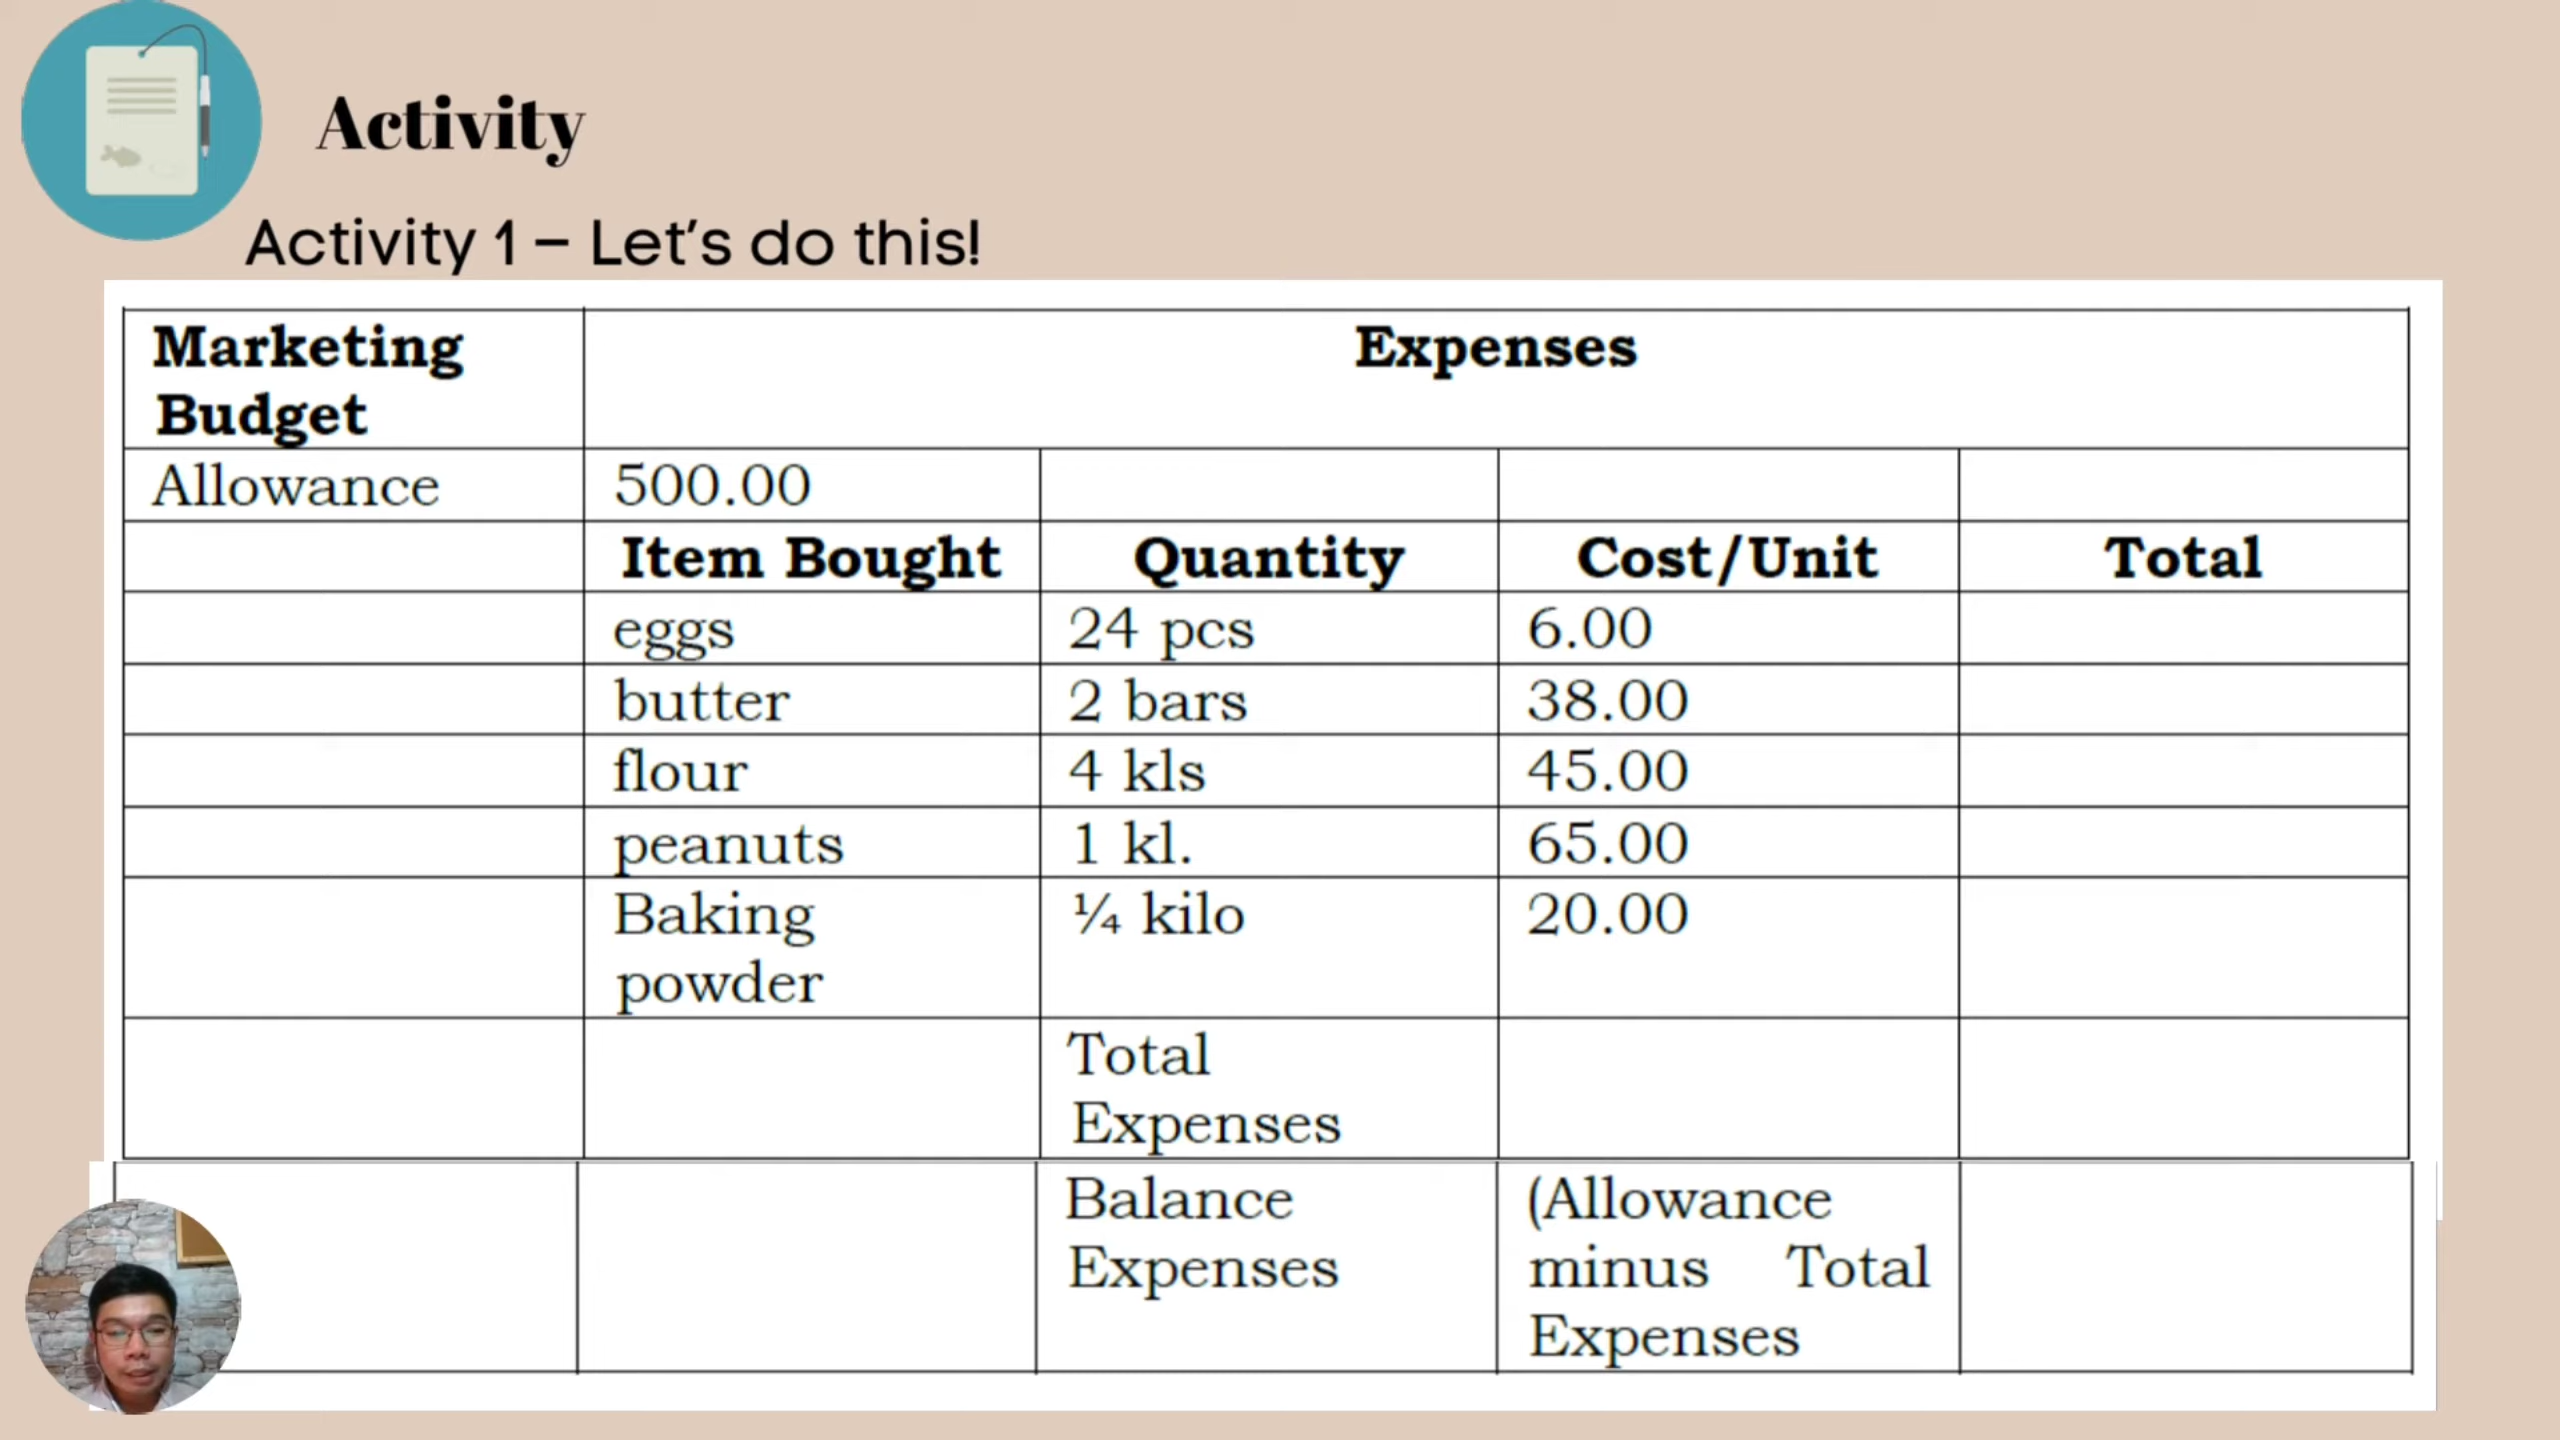 Activity
Activity 1 – Let's do this!
Marketing Budget Expenses
Allowance 500.00
Item Bought Quantity Cost/Unit Total
eggs 24 pcs 6.00
butter 2 bars 38.00
flour 4 kls 45.00
peanuts 1 kl. 65.00
Baking powder ¼ kilo 20.00
Total Expenses
Balance Expenses (Allowance minus Total Expenses